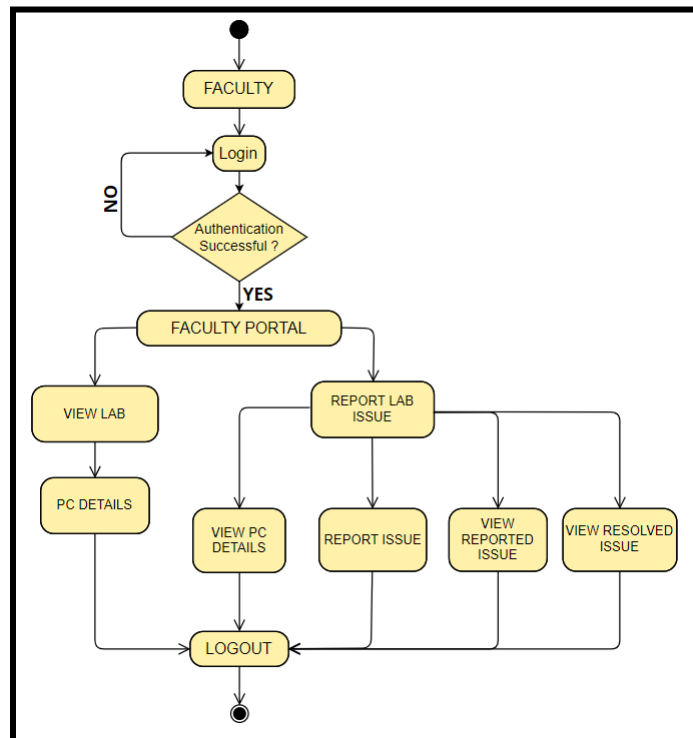 FACULTY
Login
NO
Authentication
Successful ?
YES
FACULTY PORTAL
VIEW LAB
REPORT LAB
ISSUE
PC DETAILS
VIEW PC
DETAILS
REPORT ISSUE
VIEW
REPORTED
ISSUE
VIEW RESOLVED
ISSUE
LOGOUT